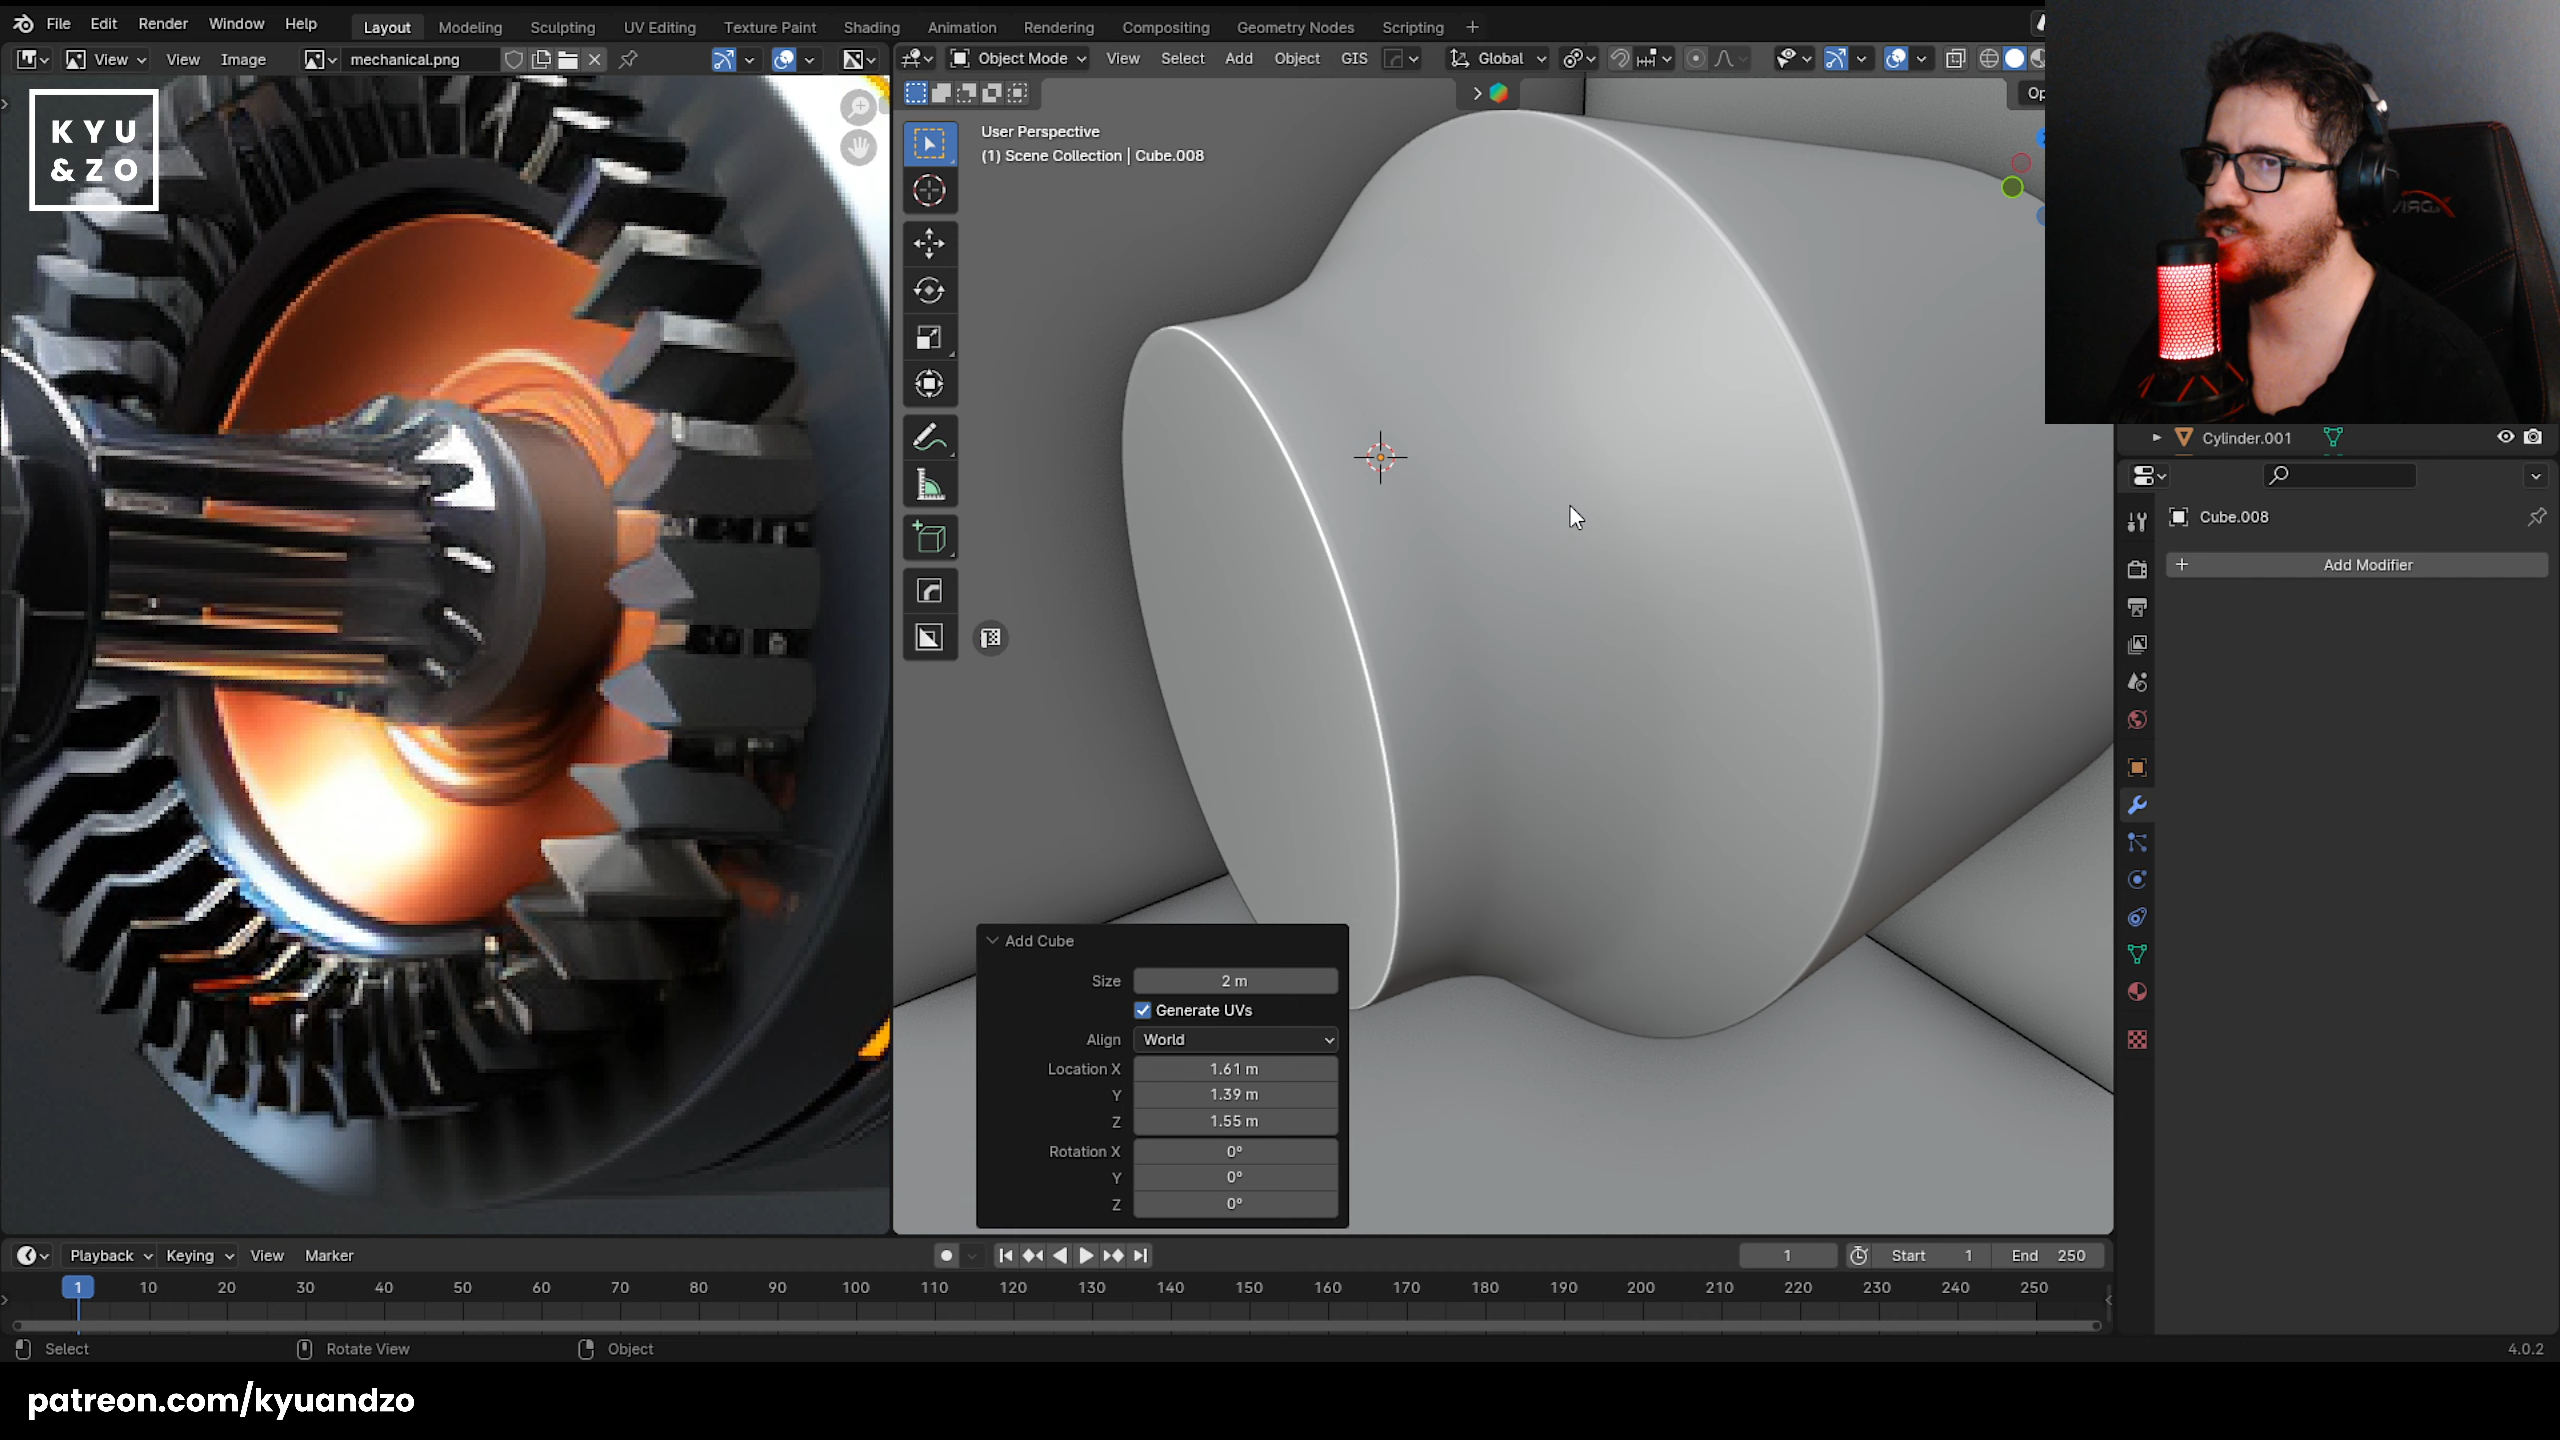 File Edit Render Window Help Layout Modeling Sculpting UV Editing Texture Paint Shading Animation Rendering Compositing Geometry Nodes Scripting +
View View Image mechanical.png
Object Mode View Select Add Object GIS Global
KYU
&ZO
User Perspective
(1) Scene Collection | Cube.008
Cylinder.001
Cube.008
+ Add Modifier
Add Cube
Size 2 m
Generate UVs
Align World
Location X 1.61 m
Y 1.39 m
Z 1.55 m
Rotation X 0°
Y 0°
Z 0°
Playback Keying View Marker 1 Start 1 End 250
1 10 20 30 40 50 60 70 80 90 100 110 120 130 140 150 160 170 180 190 200 210 220 230 240 250
Select Rotate View Object 4.0.2
patreon.com/kyuandzo